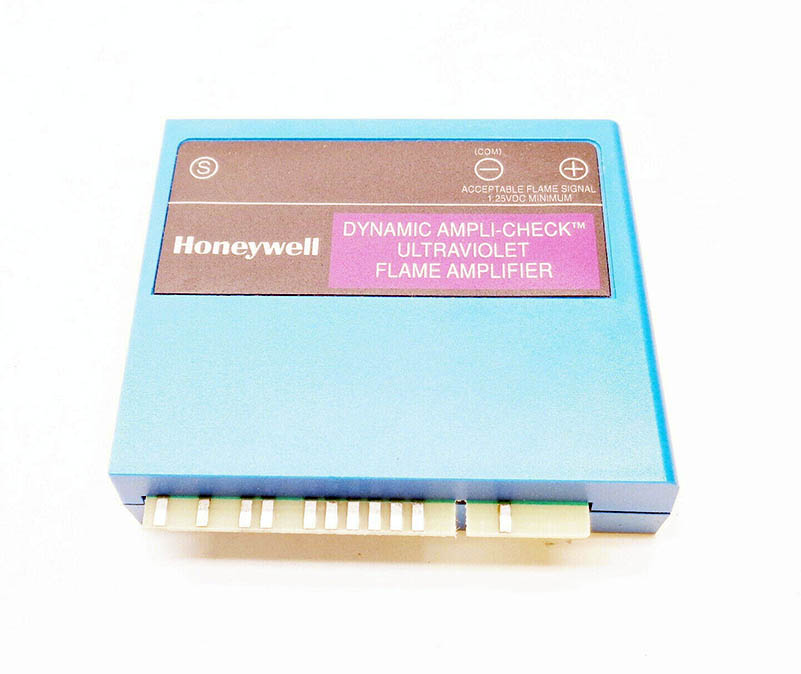 S
(COM)
− +
ACCEPTABLE FLAME SIGNAL
1.25VDC MINIMUM
Honeywell
DYNAMIC AMPLI-CHECK™
ULTRAVIOLET
FLAME AMPLIFIER